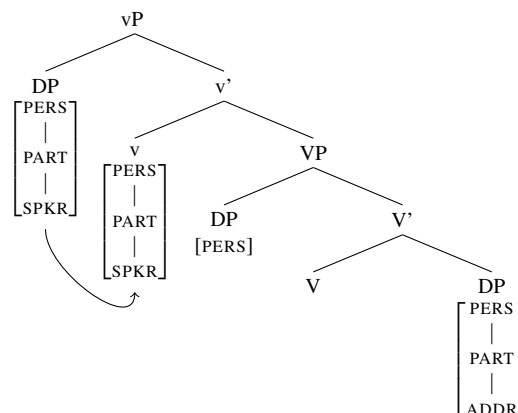 vP
DP
v'
[PERS
|
PART
|
SPKR]
v
[PERS
|
PART
|
SPKR]
VP
DP
[PERS]
V'
V
DP
[PERS
|
PART
|
ADDR